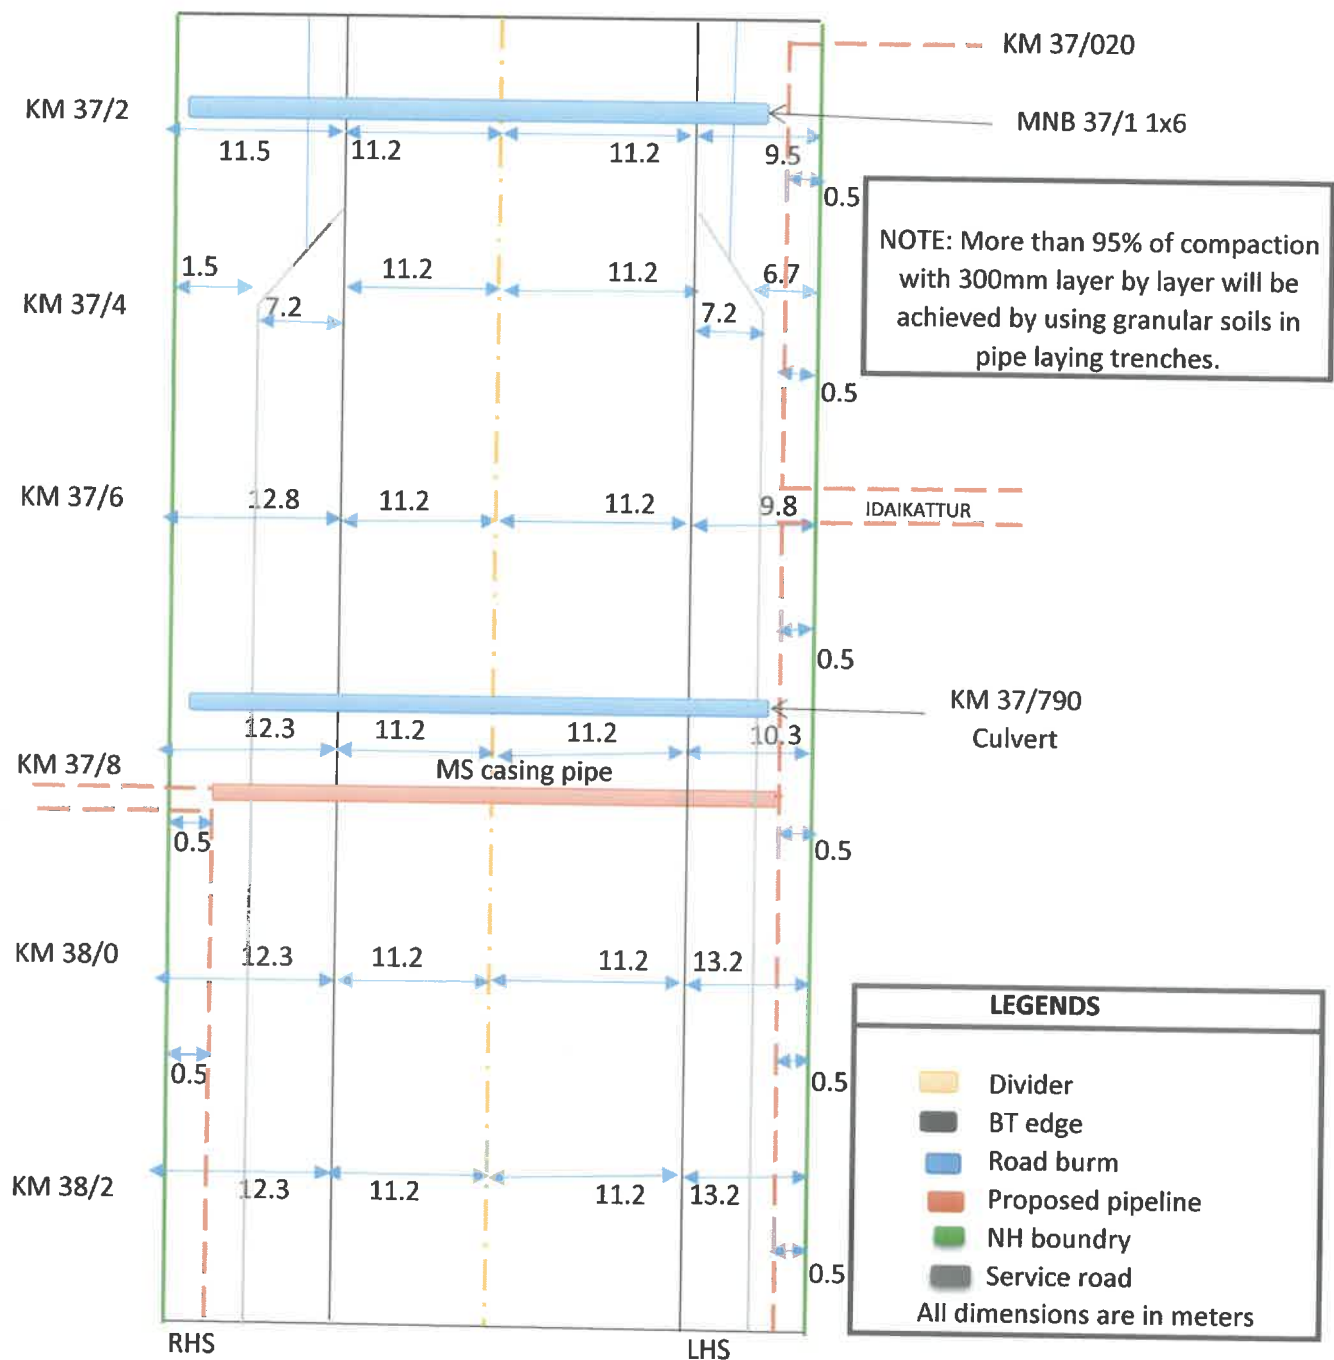 KM 37/020
KM 37/2
MNB 37/1 1x6
11.5
11.2
11.2
9.5
0.5
NOTE: More than 95% of compaction
with 300mm layer by layer will be
achieved by using granular soils in
pipe laying trenches.
1.5
11.2
11.2
6.7
KM 37/4
7.2
7.2
0.5
KM 37/6
12.8
11.2
11.2
9.8
IDAIKATTUR
0.5
KM 37/790
Culvert
12.3
11.2
11.2
10.3
KM 37/8
MS casing pipe
0.5
0.5
KM 38/0
12.3
11.2
11.2
13.2
0.5
0.5
KM 38/2
12.3
11.2
11.2
13.2
0.5
RHS
LHS
LEGENDS
Divider
BT edge
Road burm
Proposed pipeline
NH boundry
Service road
All dimensions are in meters